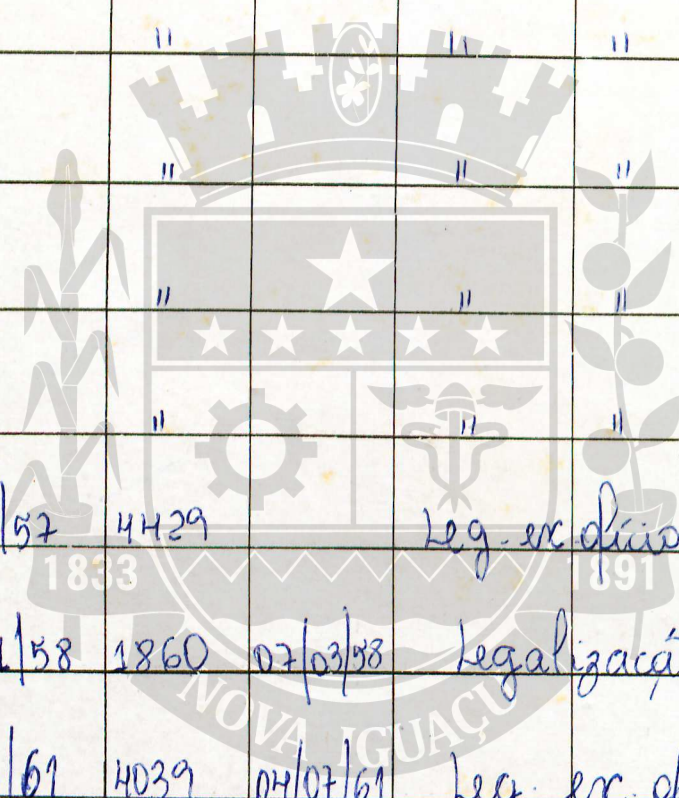 " " "
" " "
" " "
" " "
/57 4429 Leg. ex ofício
1833 1891
/58 1860 07/03/58 Legalizaçã
NOVA IGUAÇU
/61 4039 04/07/61 Leg. ex. of